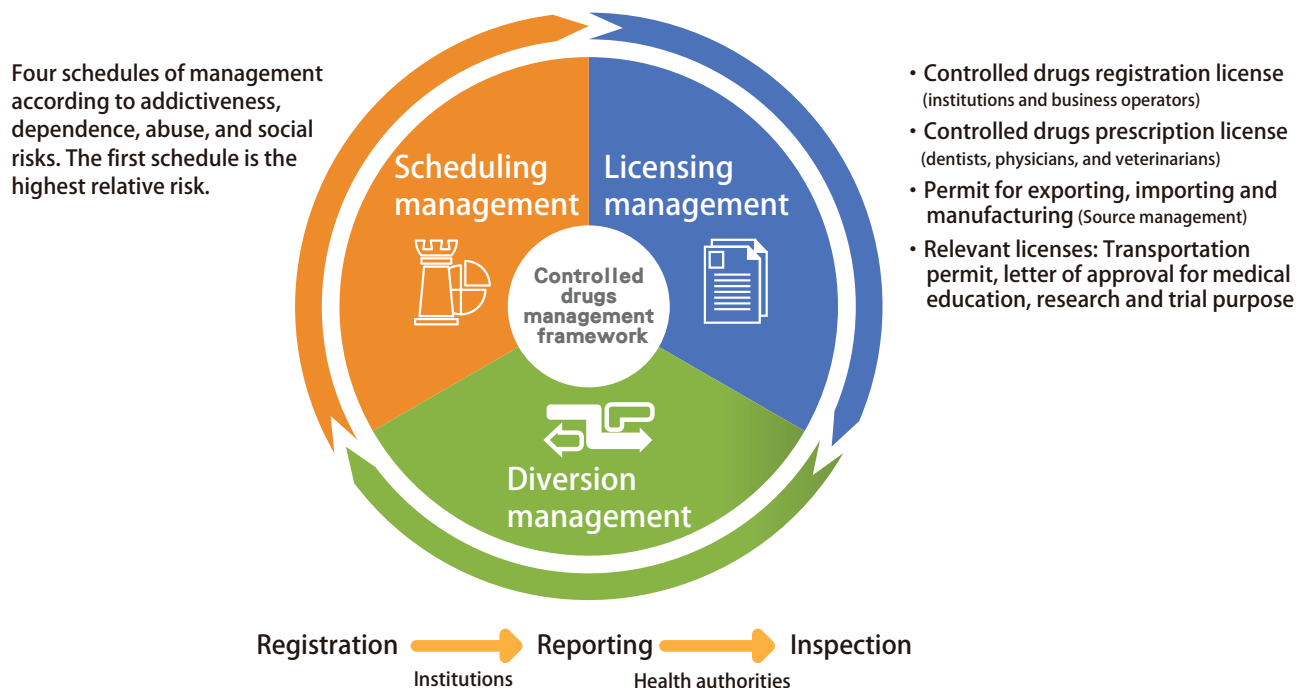 Four schedules of management
according to addictiveness,
dependence, abuse, and social
risks. The first schedule is the
highest relative risk.
Scheduling
management
Licensing
management
Controlled
drugs
management
framework
Diversion
management
・Controlled drugs registration license
(institutions and business operators)
・Controlled drugs prescription license
(dentists, physicians, and veterinarians)
・Permit for exporting, importing and
manufacturing (Source management)
・Relevant licenses: Transportation
permit, letter of approval for medical
education, research and trial purpose
Registration Reporting Inspection
Institutions Health authorities